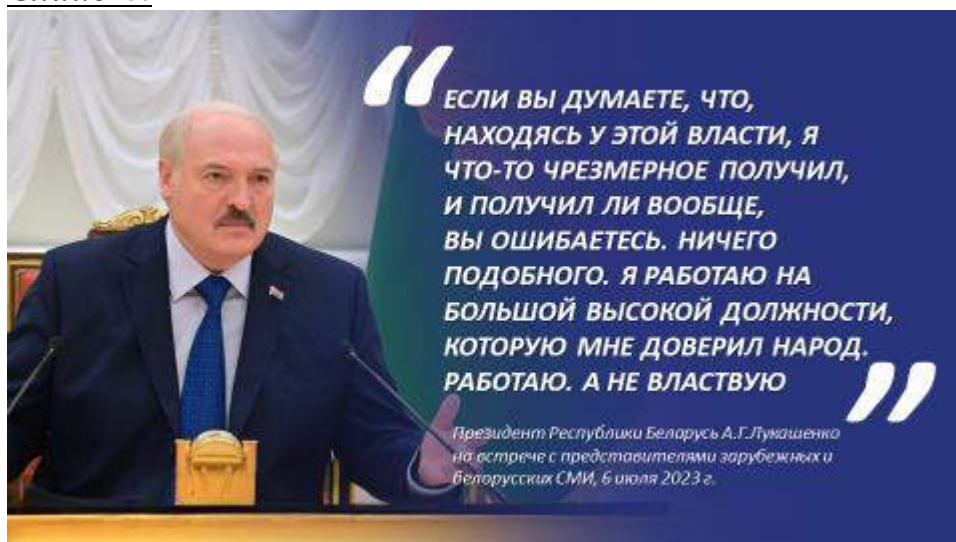 “
ЕСЛИ ВЫ ДУМАЕТЕ, ЧТО,
НАХОДЯСЬ У ЭТОЙ ВЛАСТИ, Я
ЧТО-ТО ЧРЕЗМЕРНОЕ ПОЛУЧИЛ,
И ПОЛУЧИЛ ЛИ ВООБЩЕ,
ВЫ ОШИБАЕТЕСЬ. НИЧЕГО
ПОДОБНОГО. Я РАБОТАЮ НА
БОЛЬШОЙ ВЫСОКОЙ ДОЛЖНОСТИ,
КОТОРУЮ МНЕ ДОВЕРИЛ НАРОД.
РАБОТАЮ. А НЕ ВЛАСТВУЮ
”
Президент Республики Беларусь А.Г.Лукашенко
на встрече с представителями зарубежных и
белорусских СМИ, 6 июля 2023 г.